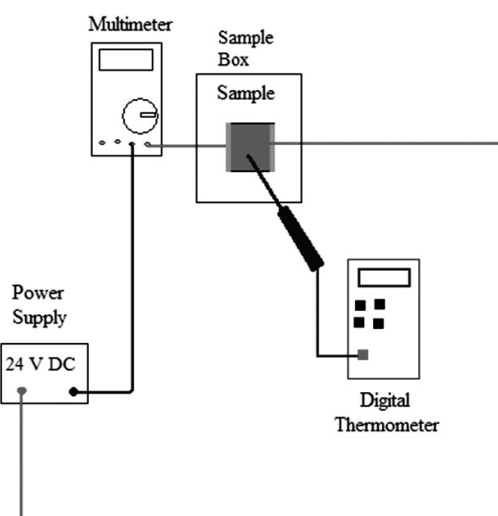 Multimeter
Sample
Box
Sample
Power
Supply
24 V DC
Digital
Thermometer